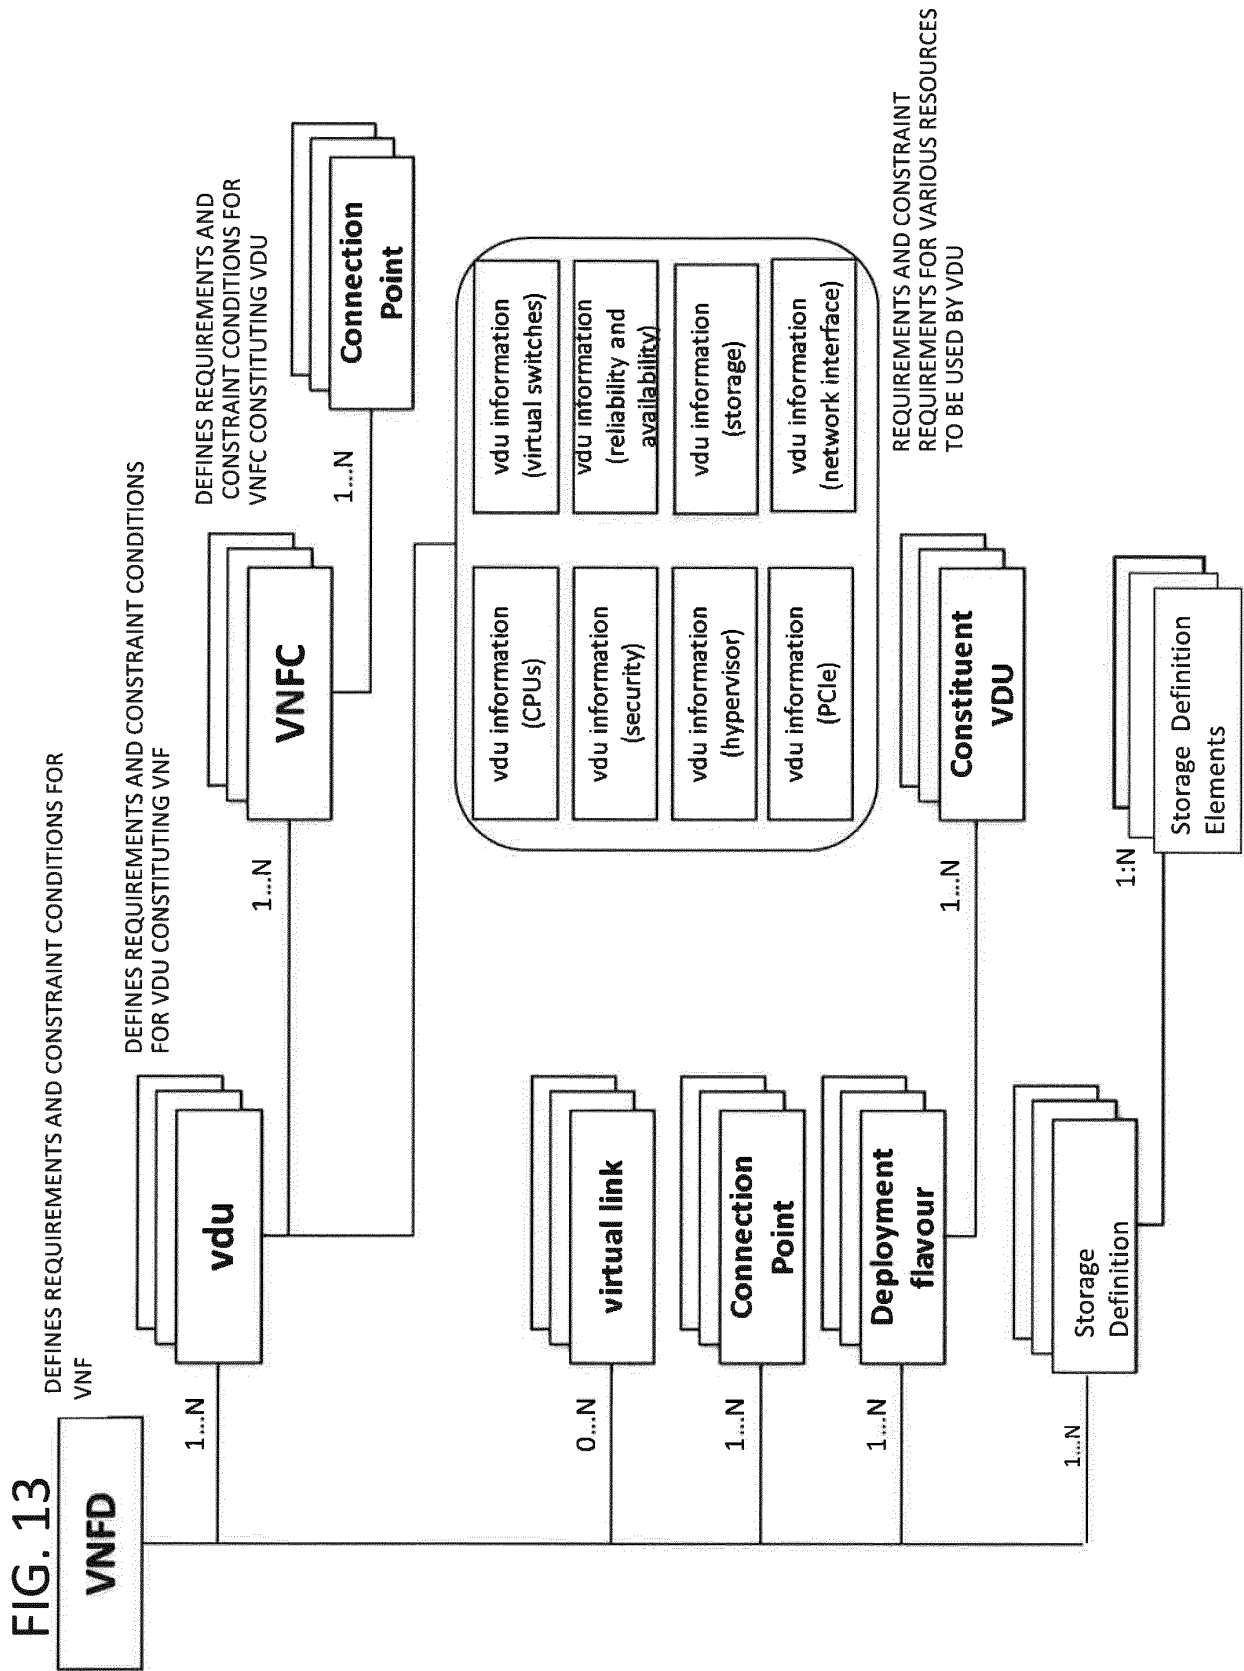 FIG. 13
VNFD
DEFINES REQUIREMENTS AND CONSTRAINT CONDITIONS FOR
VNF
1...N
vdu
DEFINES REQUIREMENTS AND CONSTRAINT CONDITIONS
FOR VDU CONSTITUTING VNF
1...N
VNFC
DEFINES REQUIREMENTS AND
CONSTRAINT CONDITIONS FOR
VNFC CONSTITUTING VDU
1...N
Connection
Point
vdu information
(CPUs)
vdu information
(virtual switches)
vdu information
(security)
vdu information
(reliability and
availability)
vdu information
(hypervisor)
vdu information
(storage)
vdu information
(PCIe)
vdu information
(network interface)
REQUIREMENTS AND CONSTRAINT
REQUIREMENTS FOR VARIOUS RESOURCES
TO BE USED BY VDU
0...N
virtual link
1...N
Connection
Point
1...N
Deployment
flavour
1...N
Constituent
VDU
1...N
Storage
Definition
1:N
Storage Definition
Elements